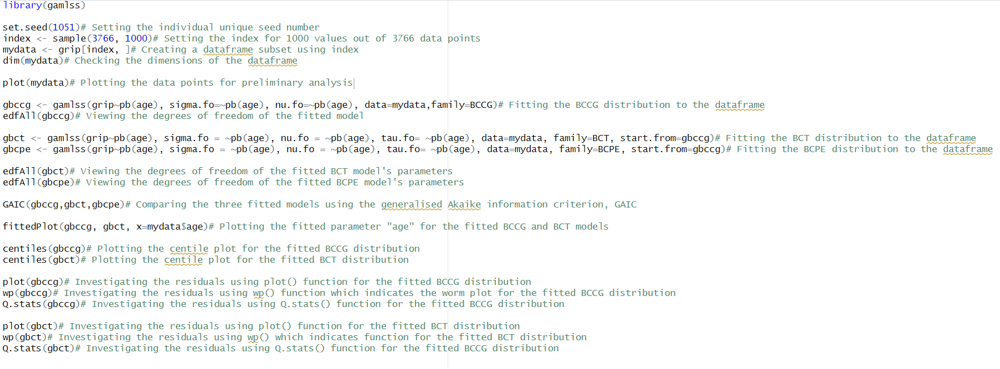 library(gamlss)
set.seed(1051)# Setting the individual unique seed number
index <- sample(3766, 1000)# Setting the index for 1000 values out of 3766 data points
mydata <- grip[index, ]# Creating a dataframe subset using index
dim(mydata)# Checking the dimensions of the dataframe
plot(mydata)# Plotting the data points for preliminary analysis
gbccg <- gamlss(grip~pb(age), sigma.fo=~pb(age), nu.fo=~pb(age), data=mydata,family=BCCG)# Fitting the BCCG distribution to the dataframe
edfAll(gbccg)# Viewing the degrees of freedom of the fitted model
gbct <- gamlss(grip~pb(age), sigma.fo = ~pb(age), nu.fo = ~pb(age), tau.fo= ~pb(age), data=mydata, family=BCT, start.from=gbccg)# Fitting the BCT distribution to the dataframe
gbcpe <- gamlss(grip~pb(age), sigma.fo = ~pb(age), nu.fo = ~pb(age), tau.fo= ~pb(age), data=mydata, family=BCPE, start.from=gbccg)# Fitting the BCPE distribution to the dataframe
edfAll(gbct)# Viewing the degrees of freedom of the fitted BCT model's parameters
edfAll(gbcpe)# Viewing the degrees of freedom of the fitted BCPE model's parameters
GAIC(gbccg,gbct,gbcpe)# Comparing the three fitted models using the generalised Akaike information criterion, GAIC
fittedPlot(gbccg, gbct, x=mydata$age)# Plotting the fitted parameter "age" for the fitted BCCG and BCT models
centiles(gbccg)# Plotting the centile plot for the fitted BCCG distribution
centiles(gbct)# Plotting the centile plot for the fitted BCT distribution
plot(gbccg)# Investigating the residuals using plot() function for the fitted BCCG distribution
wp(gbccg)# Investigating the residuals using wp() function which indicates the worm plot for the fitted BCCG distribution
Q.stats(gbccg)# Investigating the residuals using Q.stats() function for the fitted BCCG distribution
plot(gbct)# Investigating the residuals using plot() function for the fitted BCT distribution
wp(gbct)# Investigating the residuals using wp() which indicates function for the fitted BCT distribution
Q.stats(gbct)# Investigating the residuals using Q.stats() function for the fitted BCCG distribution